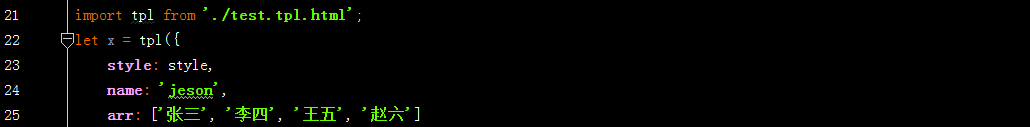 21 import tpl from './test.tpl.html';
22 let x = tpl({
23 style: style,
24 name: 'jeson',
25 arr: ['张三', '李四', '王五', '赵六']